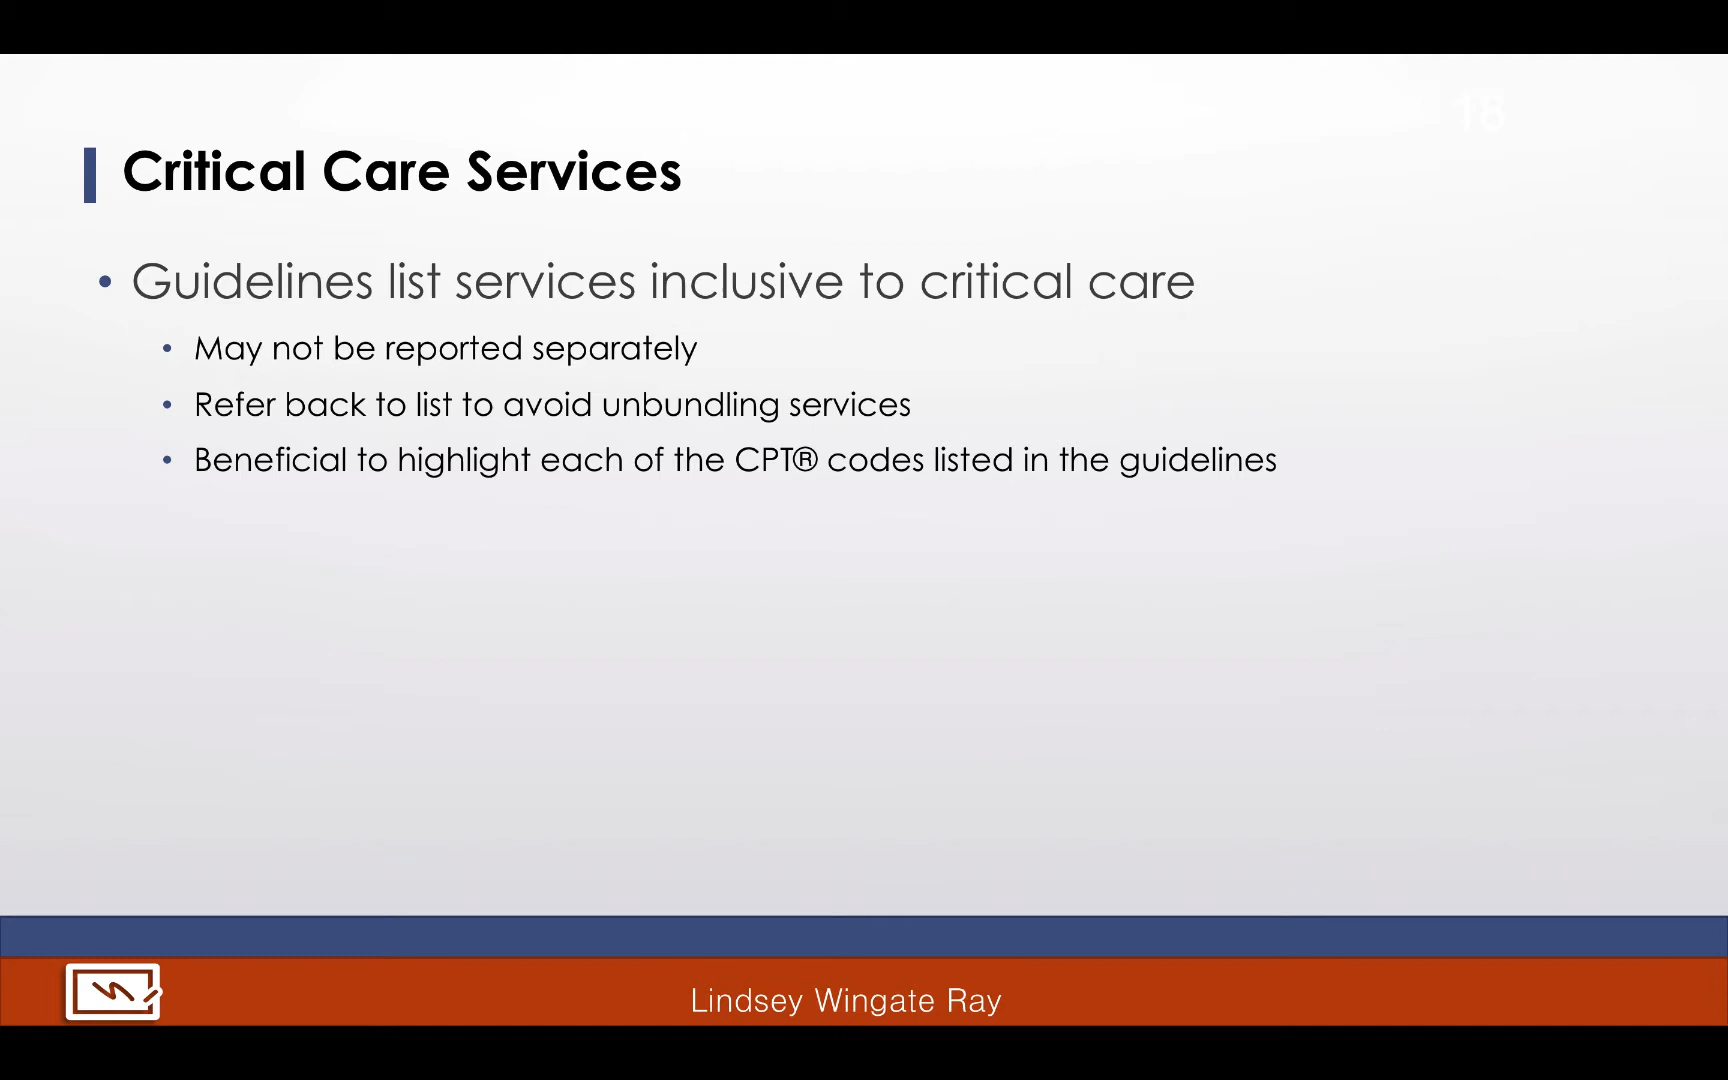 18
Critical Care Services
• Guidelines list services inclusive to critical care
• May not be reported separately
• Refer back to list to avoid unbundling services
• Beneficial to highlight each of the CPT® codes listed in the guidelines
Lindsey Wingate Ray